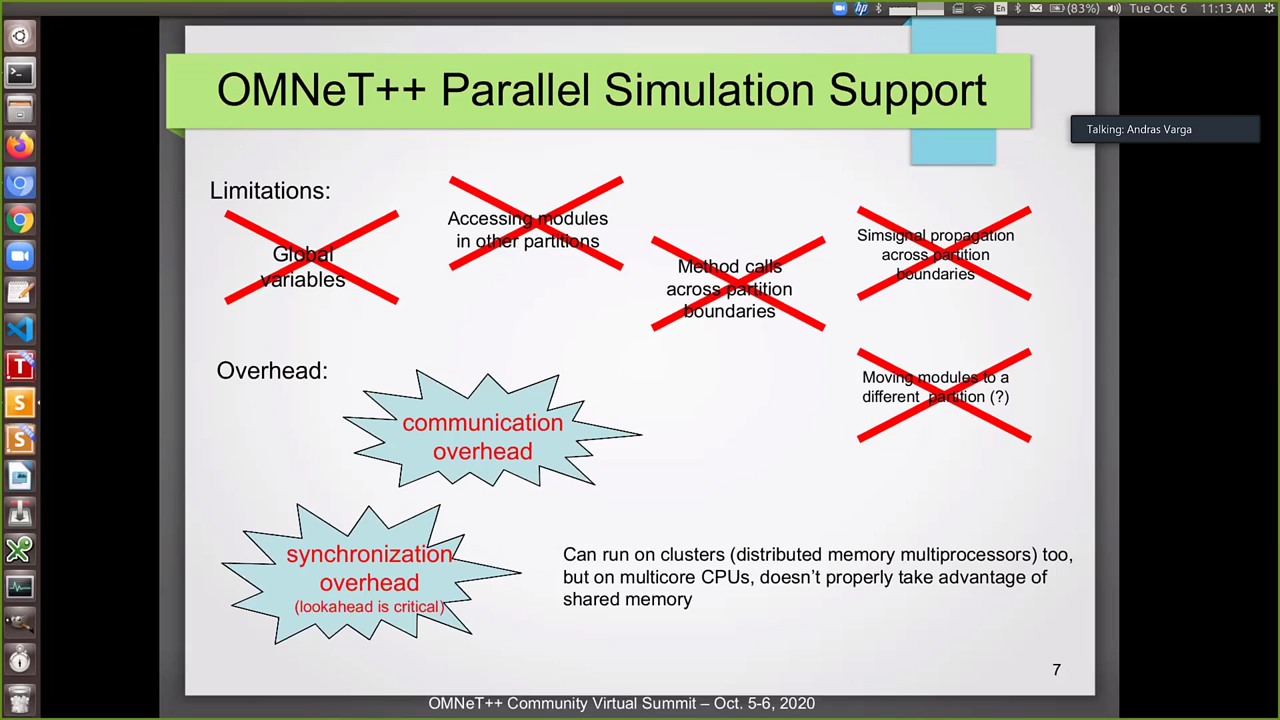 hp
En
(83%)
Tue Oct 6
11:13 AM
OMNeT++ Parallel Simulation Support
Talking: Andras Varga
Limitations:
Global
variables
Accessing modules
in other partitions
Method calls
across partition
boundaries
Simsignal propagation
across partition
boundaries
Moving modules to a
different partition (?)
Overhead:
communication
overhead
synchronization
overhead
(lookahead is critical)
Can run on clusters (distributed memory multiprocessors) too,
but on multicore CPUs, doesn't properly take advantage of
shared memory
7
OMNeT++ Community Virtual Summit – Oct. 5-6, 2020
T
S
S